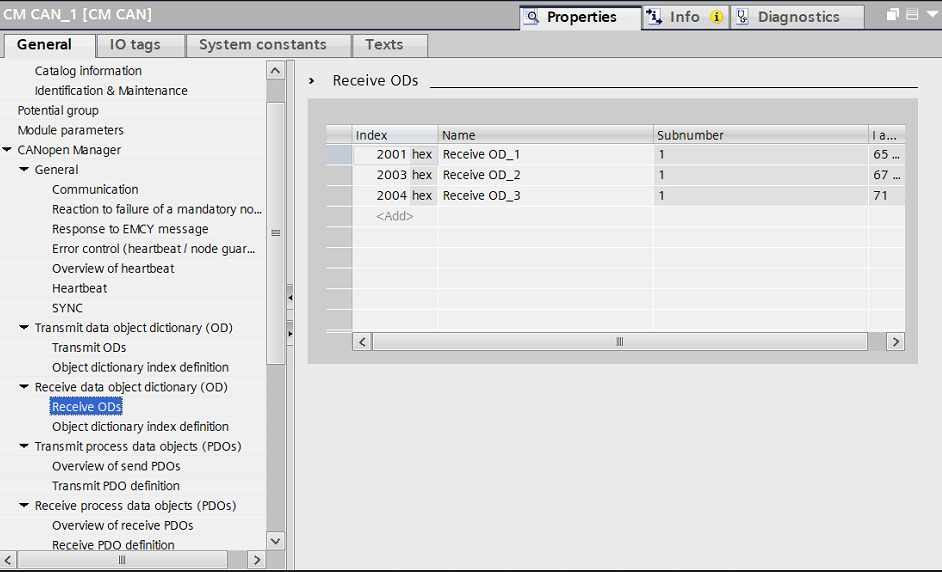 CM CAN_1 [CM CAN]
Properties Info Diagnostics
General IO tags System constants Texts
Catalog information
Identification & Maintenance
Potential group
Module parameters
CANopen Manager
General
Communication
Reaction to failure of a mandatory no...
Response to EMCY message
Error control (heartbeat / node guar...
Overview of heartbeat
Heartbeat
SYNC
Transmit data object dictionary (OD)
Transmit ODs
Object dictionary index definition
Receive data object dictionary (OD)
Receive ODs
Object dictionary index definition
Transmit process data objects (PDOs)
Overview of send PDOs
Transmit PDO definition
Receive process data objects (PDOs)
Overview of receive PDOs
Receive PDO definition
Receive ODs
Index Name Subnumber I a...
2001 hex Receive OD_1 1 65 ...
2003 hex Receive OD_2 1 67 ...
2004 hex Receive OD_3 1 71
<Add>